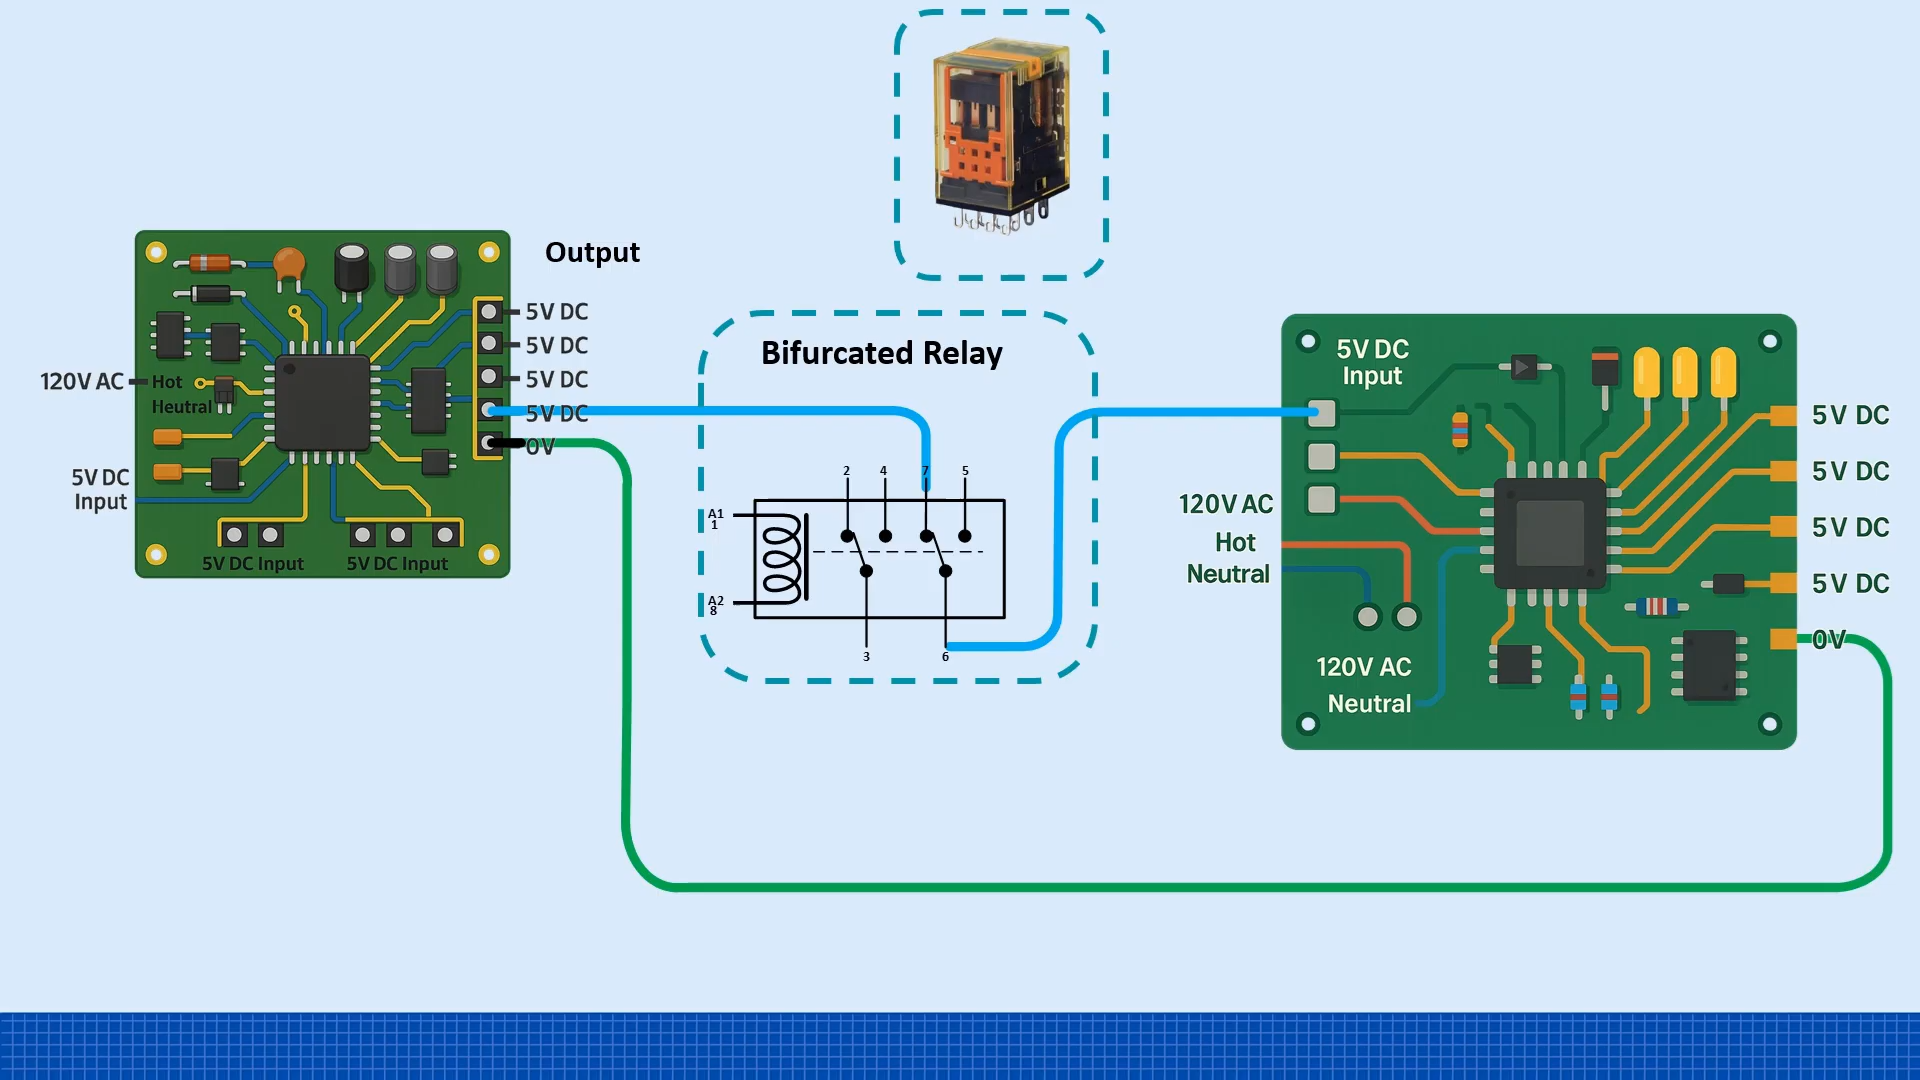 Output
5V DC
5V DC
5V DC
5V DC
0V
120V AC
Hot
Heutral
5V DC
Input
5V DC Input
5V DC Input
Bifurcated Relay
2
4
7
5
A1
1
A2
8
3
6
5V DC
Input
120V AC
Hot
Neutral
120V AC
Neutral
5V DC
5V DC
5V DC
5V DC
0V